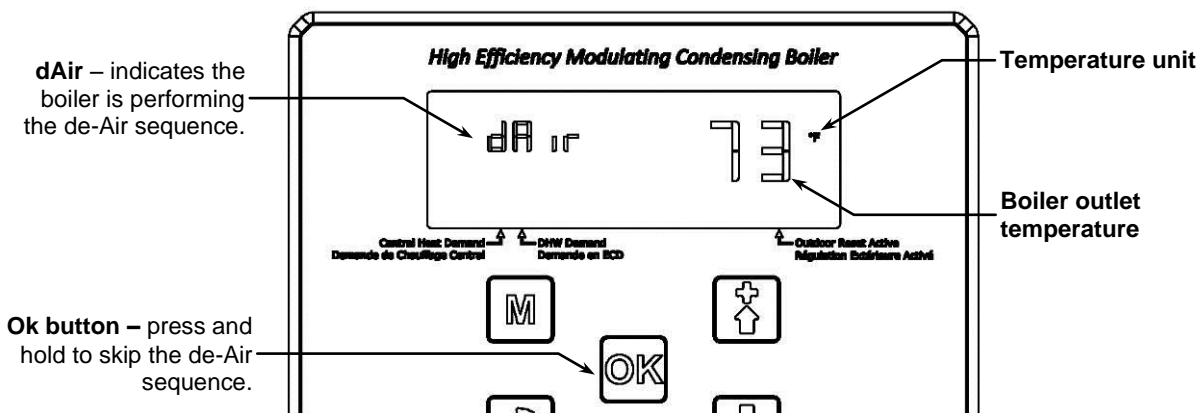 High Efficiency Modulating Condensing Boiler
dAir – indicates the
boiler is performing
the de-Air sequence.
dAir
73
°F
Temperature unit
Boiler outlet
temperature
Central Heat Demand
Demande de Chauffage Central
DHW Demand
Demande en ECD
Outdoor Reset Active
Régulation Extérieure Activé
M
Ok button – press and
hold to skip the de-Air
sequence.
OK